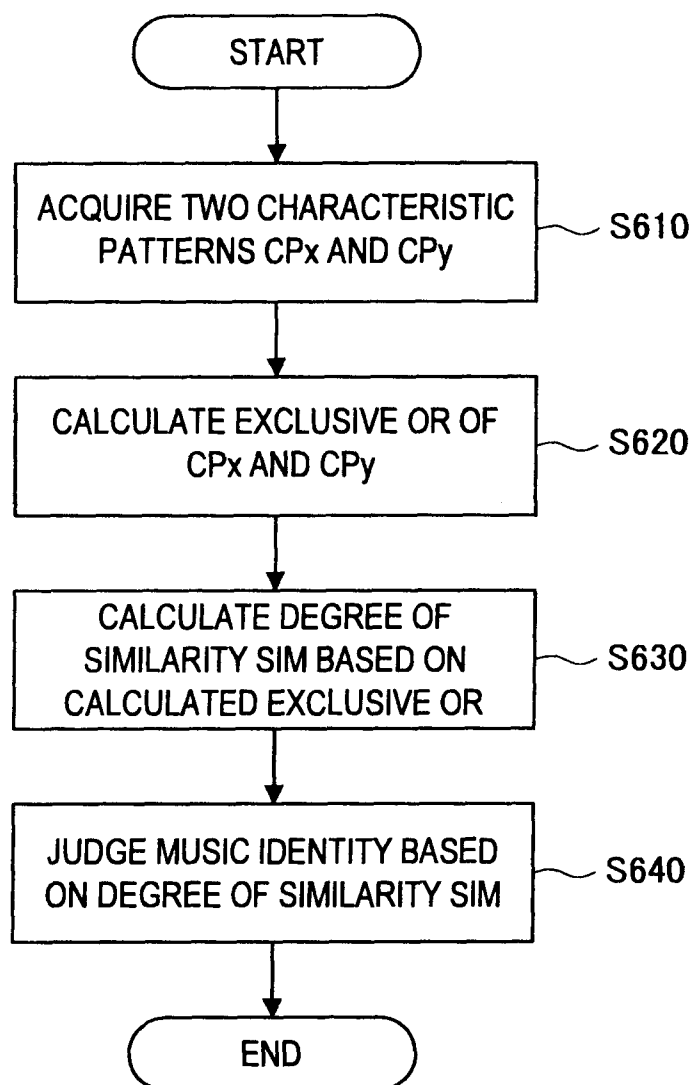 START
ACQUIRE TWO CHARACTERISTIC
PATTERNS CPx AND CPy
S610
CALCULATE EXCLUSIVE OR OF
CPx AND CPy
S620
CALCULATE DEGREE OF
SIMILARITY SIM BASED ON
CALCULATED EXCLUSIVE OR
S630
JUDGE MUSIC IDENTITY BASED
ON DEGREE OF SIMILARITY SIM
S640
END